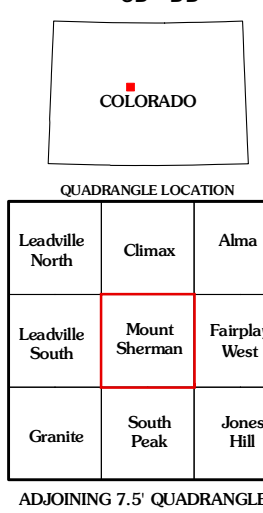 COLORADO
QUADRANGLE LOCATION
Leadville
North
Climax
Alma
Leadville
South
Mount
Sherman
Fairplay
West
Granite
South
Peak
Jones
Hill
ADJOINING 7.5' QUADRANGLE